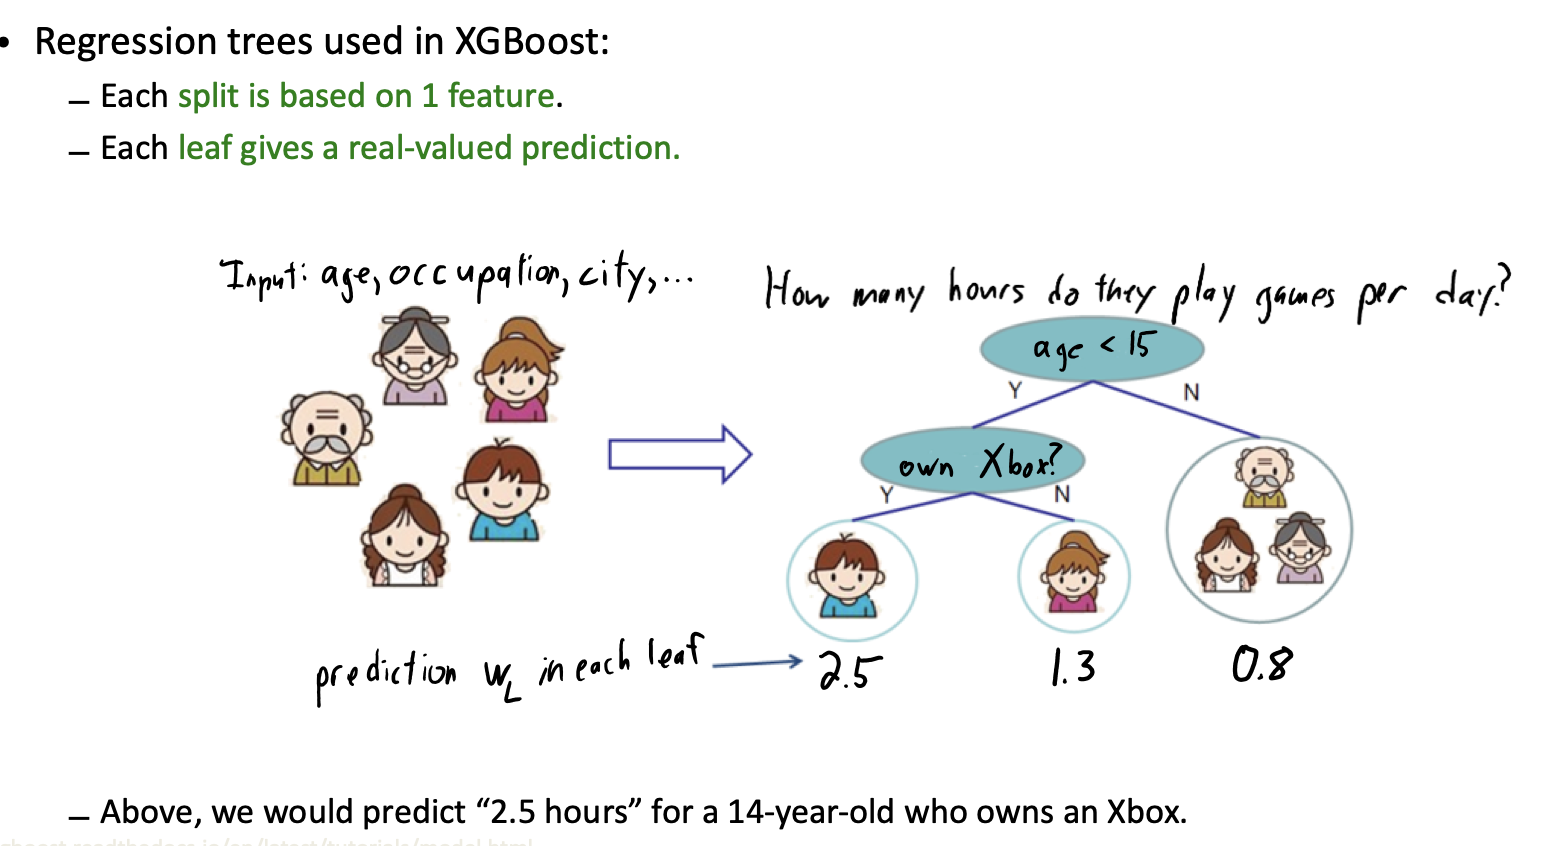 • Regression trees used in XGBoost:
– Each split is based on 1 feature.
– Each leaf gives a real-valued prediction.
Input: age, occupation, city, ...
How many hours do they play games per day?
age < 15
Y
N
own Xbox?
Y
N
prediction w_L in each leaf
2.5
1.3
0.8
– Above, we would predict “2.5 hours” for a 14-year-old who owns an Xbox.